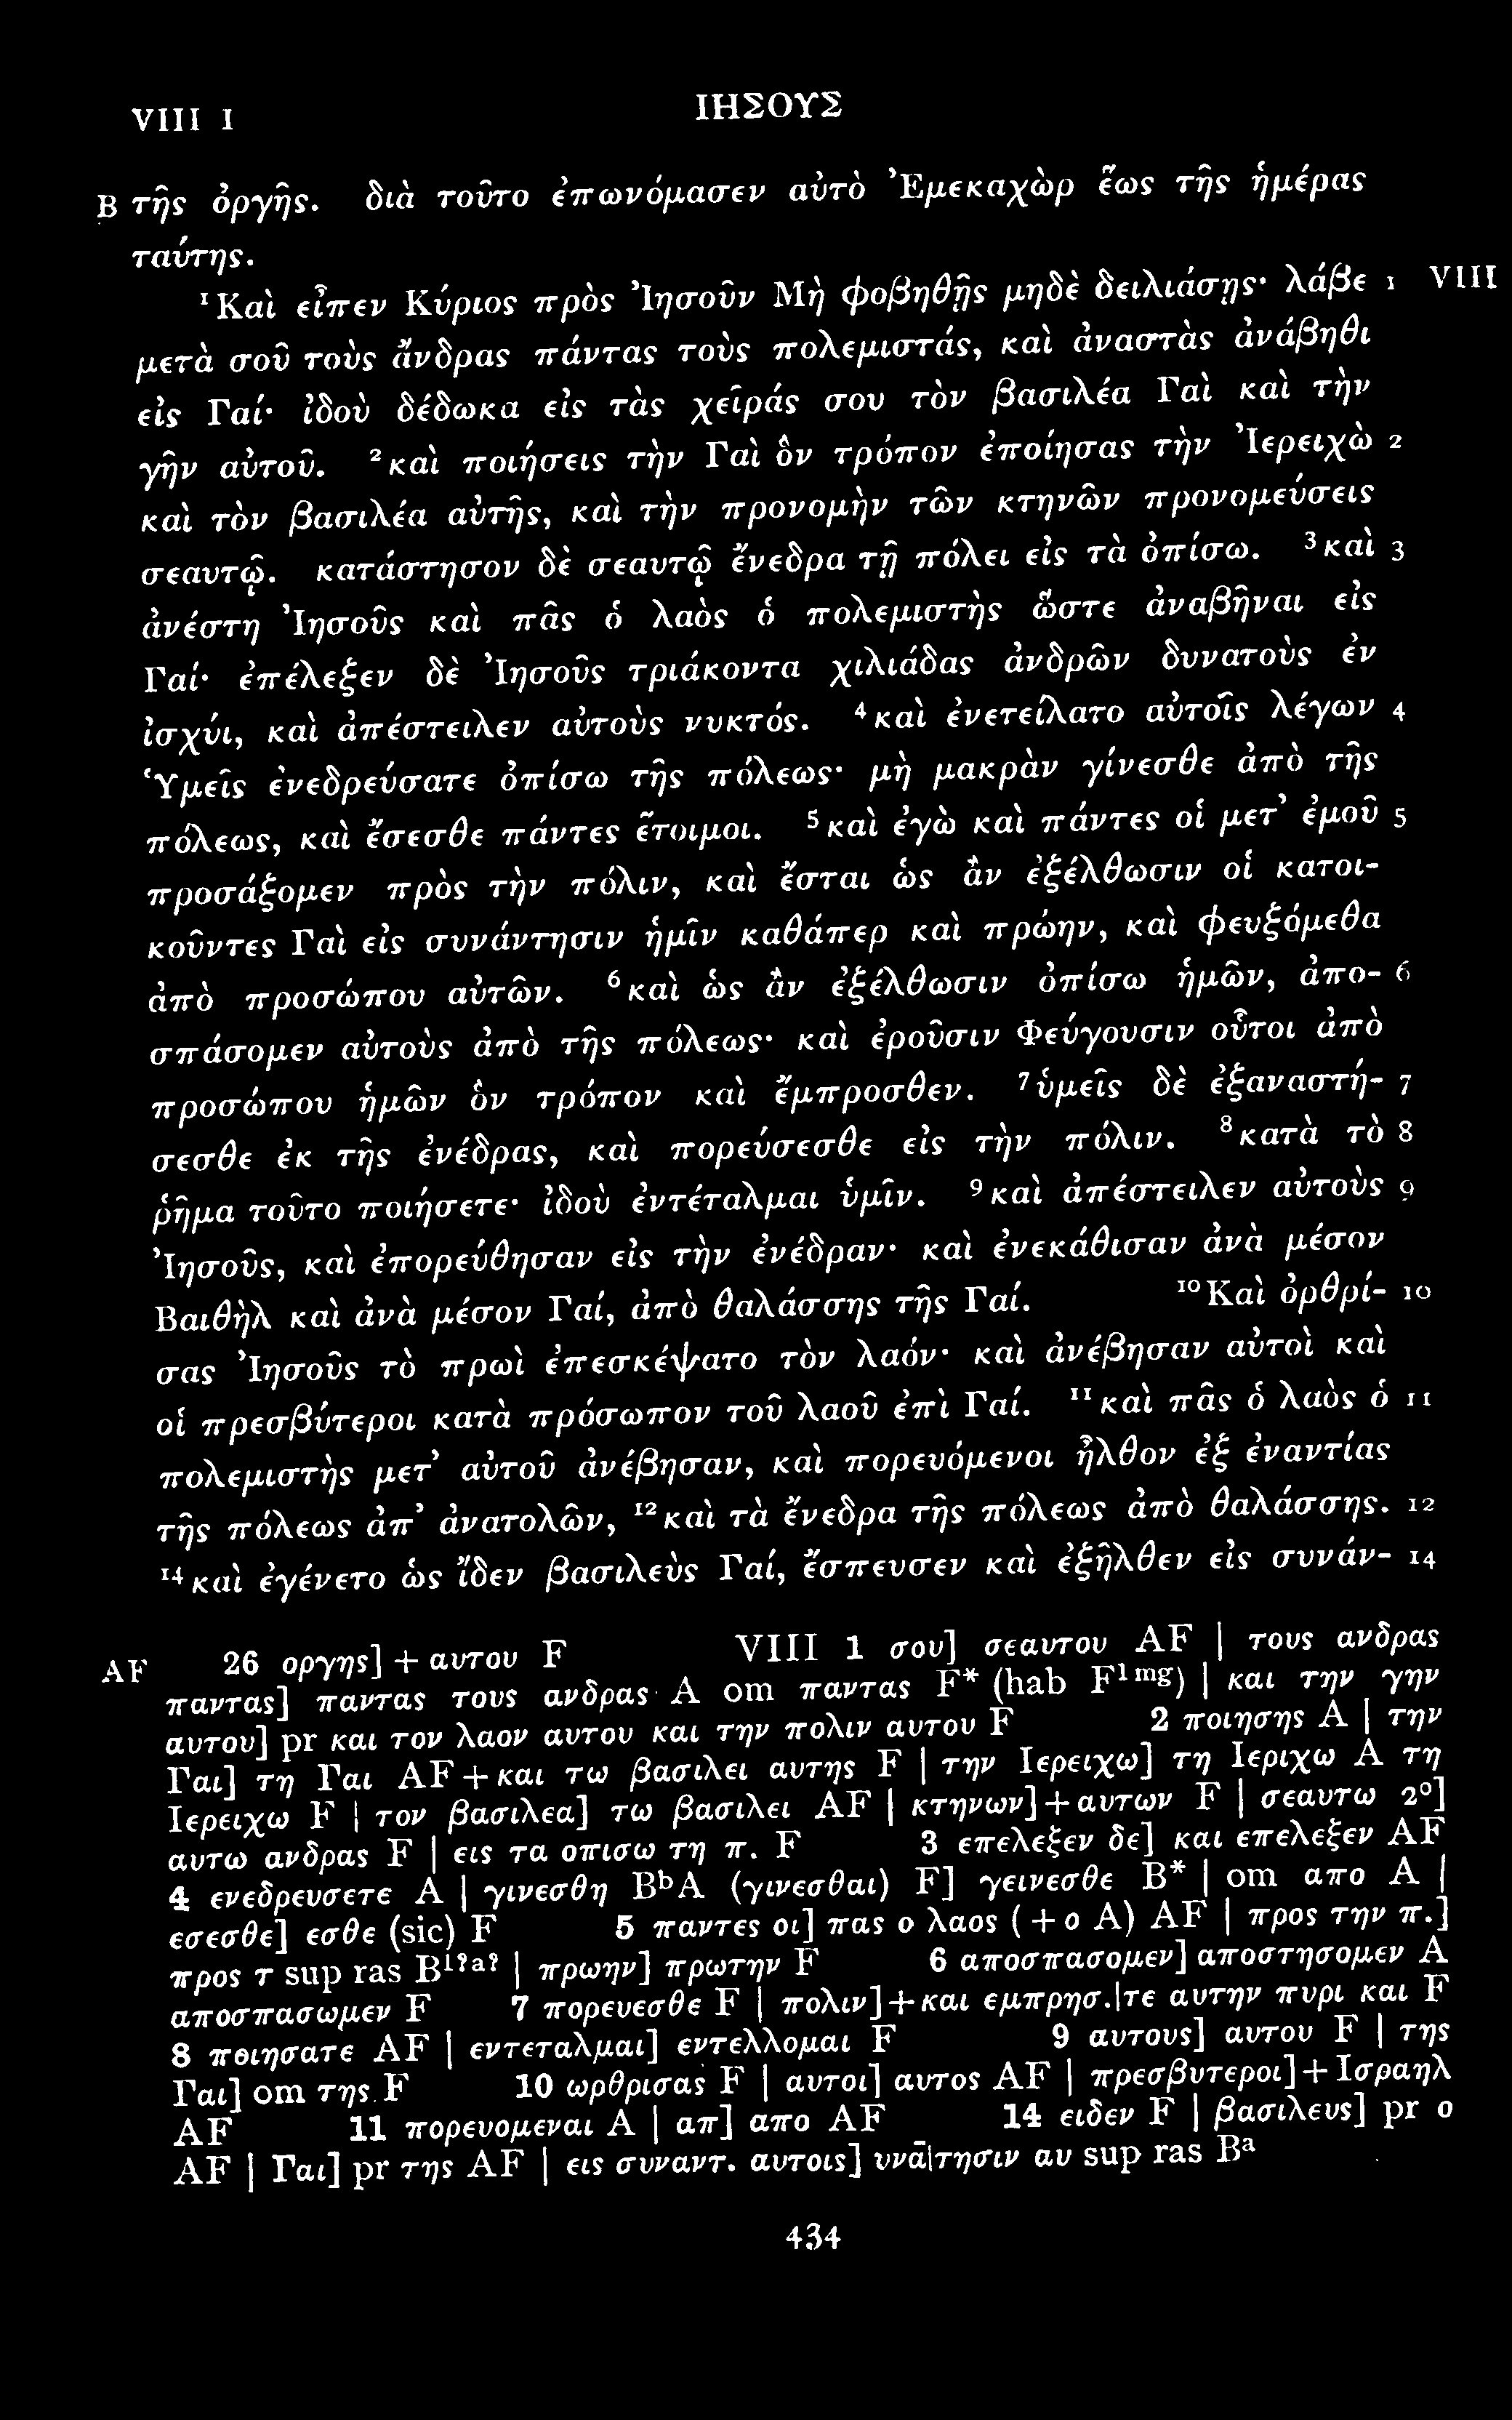 VIII 1
ΙΗΣΟΥΣ
B τῆς ὀργῆς. διὰ τοῦτο ἐπωνόμασεν αὐτὸ Ἐμεκαχὼρ ἕως τῆς ἡμέρας
ταύτης.
¹Καὶ εἶπεν Κύριος πρὸς Ἰησοῦν Μὴ φοβηθῇς μηδὲ δειλιάσῃς· λάβε 1 VIII
μετὰ σοῦ τοὺς ἄνδρας πάντας τοὺς πολεμιστάς, καὶ ἀναστὰς ἀνάβηθι
εἰς Γαί· ἰδοὺ δέδωκα εἰς τὰς χεῖράς σου τὸν βασιλέα Γαὶ καὶ τὴν
γῆν αὐτοῦ. ²καὶ ποιήσεις τὴν Γαὶ ὃν τρόπον ἐποίησας τὴν Ἰερειχὼ 2
καὶ τὸν βασιλέα αὐτῆς, καὶ τὴν προνομὴν τῶν κτηνῶν προνομεύσεις
σεαυτῷ. κατάστησον δὲ σεαυτῷ ἔνεδρα τῇ πόλει εἰς τὰ ὀπίσω. ³καὶ 3
ἀνέστη Ἰησοῦς καὶ πᾶς ὁ λαὸς ὁ πολεμιστὴς ὥστε ἀναβῆναι εἰς
Γαί· ἐπέλεξεν δὲ Ἰησοῦς τριάκοντα χιλιάδας ἀνδρῶν δυνατοὺς ἐν
ἰσχύι, καὶ ἀπέστειλεν αὐτοὺς νυκτός. ⁴καὶ ἐνετείλατο αὐτοῖς λέγων 4
Ὑμεῖς ἐνεδρεύσατε ὀπίσω τῆς πόλεως· μὴ μακρὰν γίνεσθε ἀπὸ τῆς
πόλεως, καὶ ἔσεσθε πάντες ἕτοιμοι. ⁵καὶ ἐγὼ καὶ πάντες οἱ μετ’ ἐμοῦ 5
προσάξομεν πρὸς τὴν πόλιν, καὶ ἔσται ὡς ἂν ἐξέλθωσιν οἱ κατοι-
κοῦντες Γαὶ εἰς συνάντησιν ἡμῖν καθάπερ καὶ πρώην, καὶ φευξόμεθα
ἀπὸ προσώπου αὐτῶν. ⁶καὶ ὡς ἂν ἐξέλθωσιν ὀπίσω ἡμῶν, ἀπο- 6
σπάσομεν αὐτοὺς ἀπὸ τῆς πόλεως· καὶ ἐροῦσιν Φεύγουσιν οὗτοι ἀπὸ
προσώπου ἡμῶν ὃν τρόπον καὶ ἔμπροσθεν. ⁷ὑμεῖς δὲ ἐξαναστή- 7
σεσθε ἐκ τῆς ἐνέδρας, καὶ πορεύσεσθε εἰς τὴν πόλιν. ⁸κατὰ τὸ 8
ῥῆμα τοῦτο ποιήσετε· ἰδοὺ ἐντέταλμαι ὑμῖν. ⁹καὶ ἀπέστειλεν αὐτοὺς 9
Ἰησοῦς, καὶ ἐπορεύθησαν εἰς τὴν ἐνέδραν· καὶ ἐνεκάθισαν ἀνὰ μέσον
Βαιθὴλ καὶ ἀνὰ μέσον Γαί, ἀπὸ θαλάσσης τῆς Γαί. ¹⁰Καὶ ὀρθρί- 10
σας Ἰησοῦς τὸ πρωὶ ἐπεσκέψατο τὸν λαόν· καὶ ἀνέβησαν αὐτοὶ καὶ
οἱ πρεσβύτεροι κατὰ πρόσωπον τοῦ λαοῦ ἐπὶ Γαί. ¹¹καὶ πᾶς ὁ λαὸς ὁ 11
πολεμιστὴς μετ’ αὐτοῦ ἀνέβησαν, καὶ πορευόμενοι ἦλθον ἐξ ἐναντίας
τῆς πόλεως ἀπ’ ἀνατολῶν, ¹²καὶ τὰ ἔνεδρα τῆς πόλεως ἀπὸ θαλάσσης. 12
¹⁴καὶ ἐγένετο ὡς ἴδεν βασιλεὺς Γαί, ἔσπευσεν καὶ ἐξῆλθεν εἰς συνάν- 14
AF 26 οργης] + αυτου F VIII 1 σου] σεαυτου AF | τους ανδρας
παντας] παντας τους ανδρας A om παντας F* (hab F¹ᵐᵍ) | και την γην
αυτου] pr και τον λαον αυτου και την πολιν αυτου F 2 ποιησης A | την
Γαι] τη Γαι AF + και τω βασιλει αυτης F | την Ιερειχω] τη Ιεριχω A τη
Ιερειχω F | τον βασιλεα] τω βασιλει AF | κτηνων] + αυτων F | σεαυτω 2°]
αυτω ανδρας F | εις τα οπισω τη π. F 3 επελεξεν δε] και επελεξεν AF
4 ενεδρευσετε A | γινεσθη BᵇA (γινεσθαι) F] γεινεσθε B* | om απο A |
εσεσθε] εσθε (sic) F 5 παντες οι] πας ο λαος (+ ο A) AF | προς την π.]
προς τ sup ras B¹ˀᵃˀ | πρωην] πρωτην F 6 αποσπασομεν] αποστησομεν A
αποσπασωμεν F 7 πορευεσθε F | πολιν] + και εμπρησ.|τε αυτην πυρι και F
8 ποιησατε AF | εντεταλμαι] εντελλομαι F 9 αυτους] αυτου F | της
Γαι] om της F 10 ωρθρισας F | αυτοι] αυτος AF | πρεσβυτεροι] + Ισραηλ
AF 11 πορευομεναι A | απ] απο AF 14 ειδεν F | βασιλευς] pr ο
AF | Γαι] pr της AF | εις συναντ. αυτοις] υνᾱ|τησιν αυ sup ras Bᵃ
434